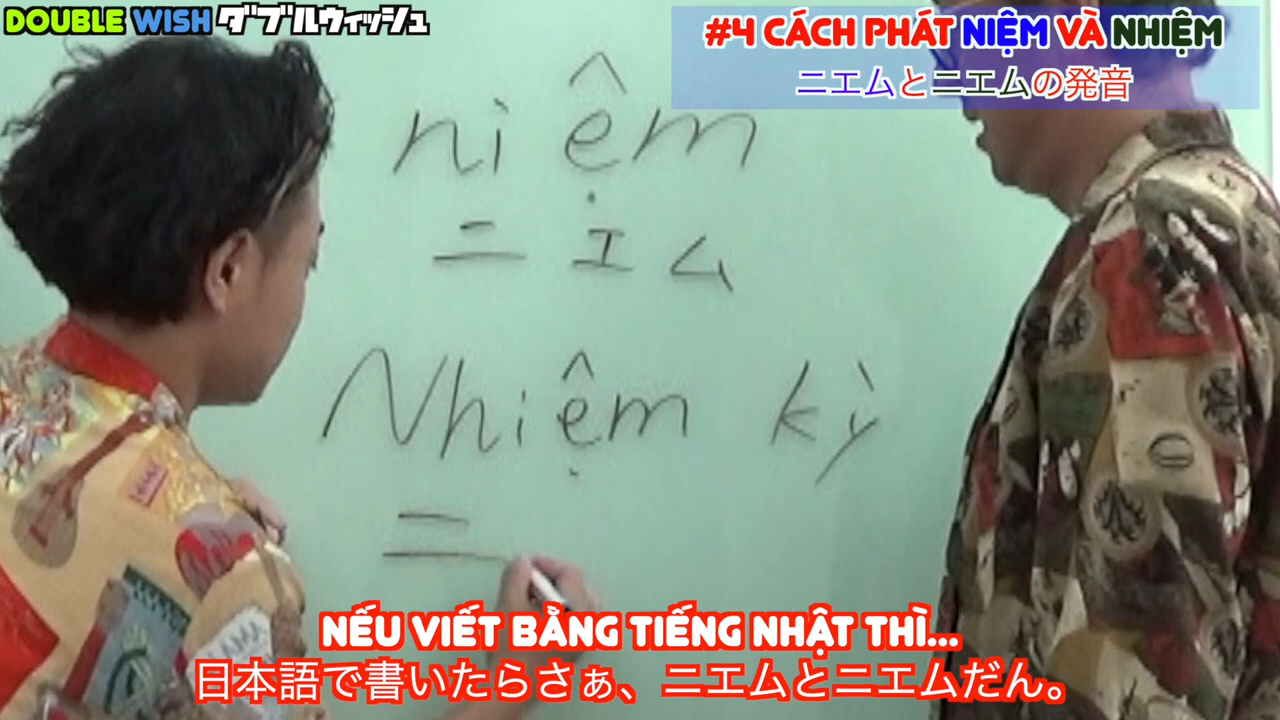 DOUBLE WISH ダブルウィッシュ
#4 CÁCH PHÁT NIỆM VÀ NHIỆM
ニエムとニエムの発音
niệm
ニエム
Nhiệm kỳ
ニ
NẾU VIẾT BẰNG TIẾNG NHẬT THÌ...
日本語で書いたらさぁ、ニエムとニエムだん。